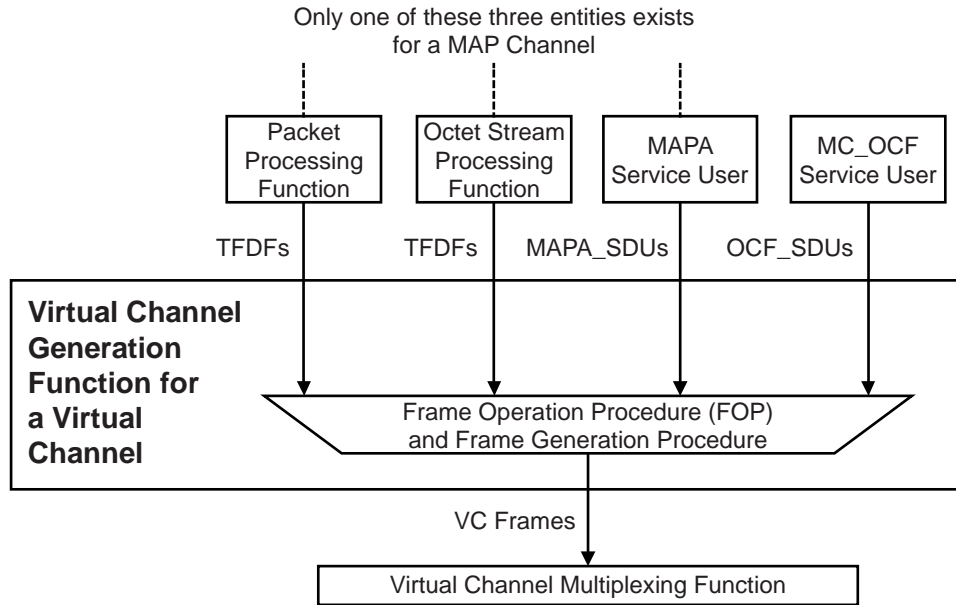 Only one of these three entities exists
for a MAP Channel
Packet
Processing
Function
Octet Stream
Processing
Function
MAPA
Service User
MC_OCF
Service User
TFDFs
TFDFs
MAPA_SDUs
OCF_SDUs
Virtual Channel
Generation
Function for
a Virtual
Channel
Frame Operation Procedure (FOP)
and Frame Generation Procedure
VC Frames
Virtual Channel Multiplexing Function